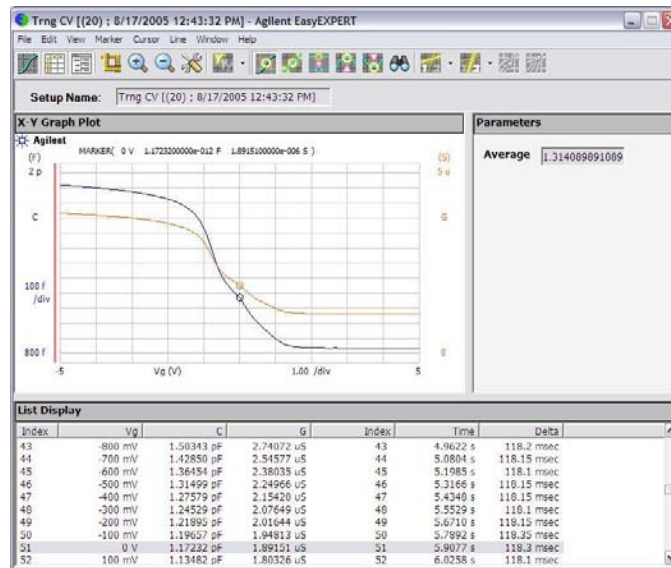 Trng CV [(20) ; 8/17/2005 12:43:32 PM] - Agilent EasyEXPERT
File Edit View Marker Cursor Line Window Help
Setup Name: Trng CV [(20) ; 8/17/2005 12:43:32 PM]
X-Y Graph Plot
Agilent
MARKER( 0 V 1.1723200000e-012 F 1.8915100000e-006 S )
(F) (S)
2 p 5 u
C G
100 f
/div
800 f 0
-5 Vg (V) 1.00 /div 5
Parameters
Average 1.314089891089
List Display
Index Vg C G Index Time Delta
43 -800 mV 1.50343 pF 2.74072 uS 43 4.9622 s 118.2 msec
44 -700 mV 1.42850 pF 2.54577 uS 44 5.0804 s 118.15 msec
45 -600 mV 1.36454 pF 2.38035 uS 45 5.1985 s 118.1 msec
46 -500 mV 1.31499 pF 2.24966 uS 46 5.3166 s 118.15 msec
47 -400 mV 1.27579 pF 2.15420 uS 47 5.4348 s 118.15 msec
48 -300 mV 1.24529 pF 2.07649 uS 48 5.5529 s 118.1 msec
49 -200 mV 1.21895 pF 2.01644 uS 49 5.6710 s 118.15 msec
50 -100 mV 1.19657 pF 1.94813 uS 50 5.7892 s 118.35 msec
51 0 V 1.17232 pF 1.89151 uS 51 5.9077 s 118.3 msec
52 100 mV 1.13482 pF 1.80326 uS 52 6.0258 s 118.1 msec